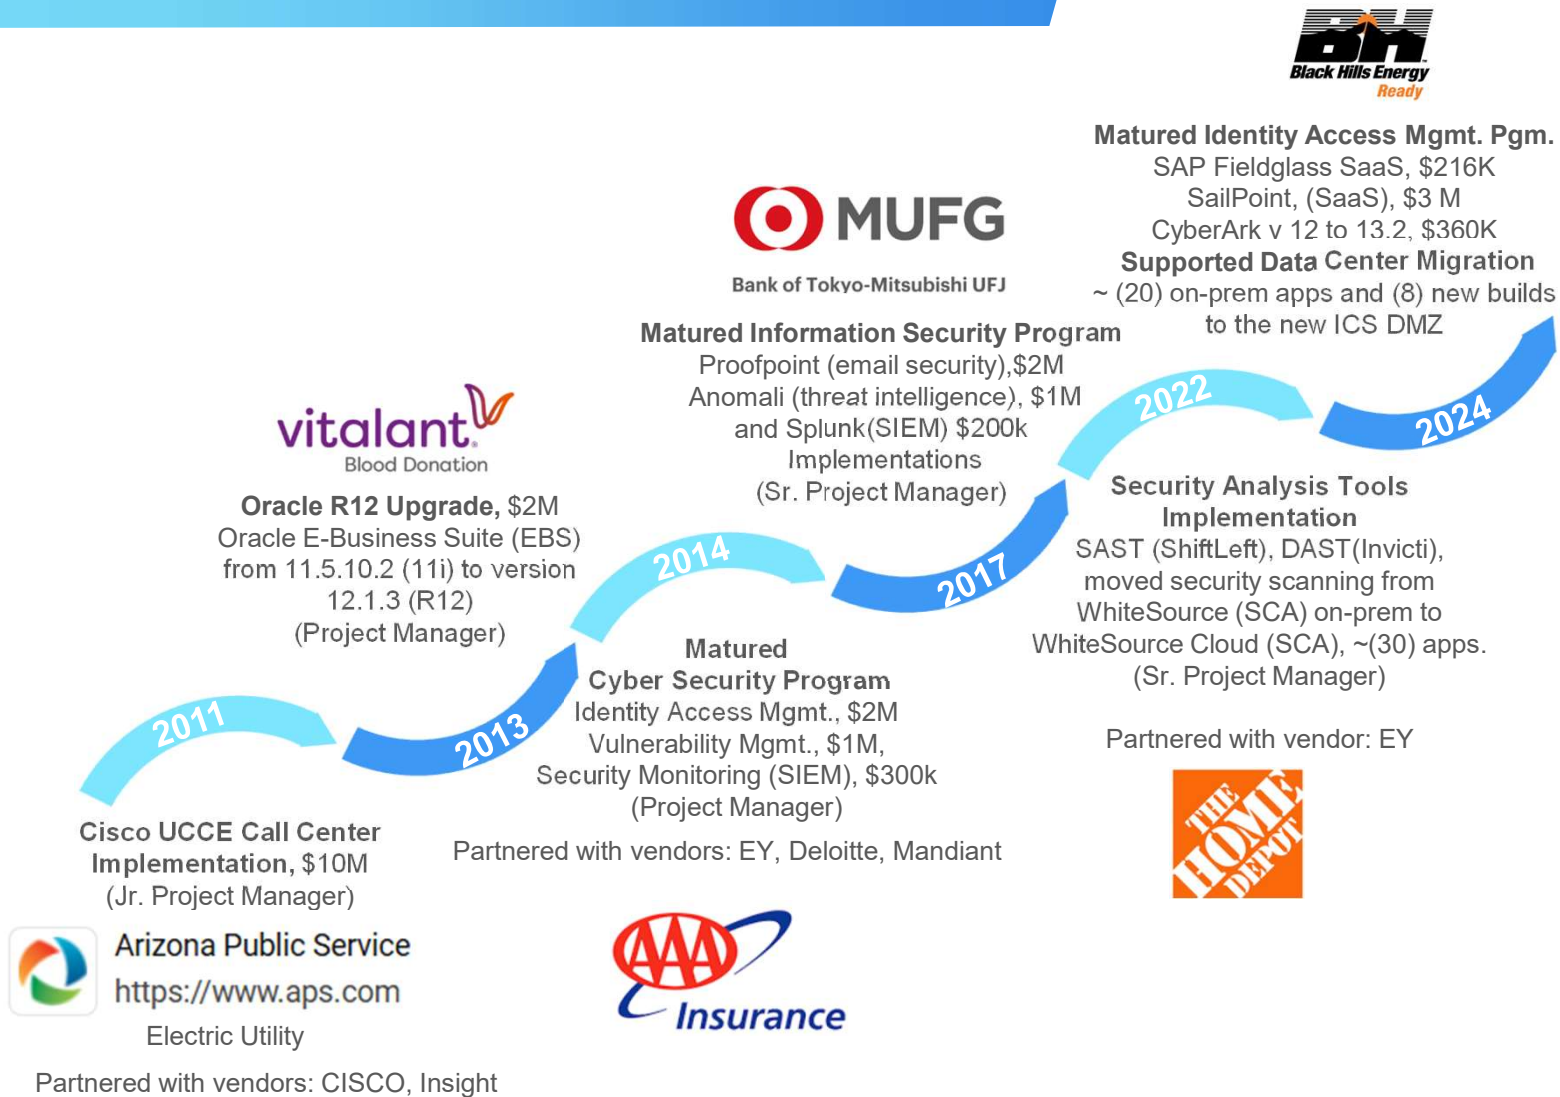 BH
Black Hills Energy
Ready
Matured Identity Access Mgmt. Pgm.
SAP Fieldglass SaaS, $216K
SailPoint, (SaaS), $3 M
CyberArk v 12 to 13.2, $360K
Supported Data Center Migration
~ (20) on-prem apps and (8) new builds
to the new ICS DMZ
2024
MUFG
Bank of Tokyo-Mitsubishi UFJ
Matured Information Security Program
Proofpoint (email security),$2M
Anomali (threat intelligence), $1M
and Splunk(SIEM) $200k
Implementations
(Sr. Project Manager)
2017
2022
Security Analysis Tools
Implementation
SAST (ShiftLeft), DAST(Invicti),
moved security scanning from
WhiteSource (SCA) on-prem to
WhiteSource Cloud (SCA), ~(30) apps.
(Sr. Project Manager)
Partnered with vendor: EY
THE
HOME
DEPOT
vitalant
Blood Donation
Oracle R12 Upgrade, $2M
Oracle E-Business Suite (EBS)
from 11.5.10.2 (11i) to version
12.1.3 (R12)
(Project Manager)
2013
2014
Matured
Cyber Security Program
Identity Access Mgmt., $2M
Vulnerability Mgmt., $1M,
Security Monitoring (SIEM), $300k
(Project Manager)
Partnered with vendors: EY, Deloitte, Mandiant
AAA
Insurance
2011
Cisco UCCE Call Center
Implementation, $10M
(Jr. Project Manager)
Arizona Public Service
https://www.aps.com
Electric Utility
Partnered with vendors: CISCO, Insight